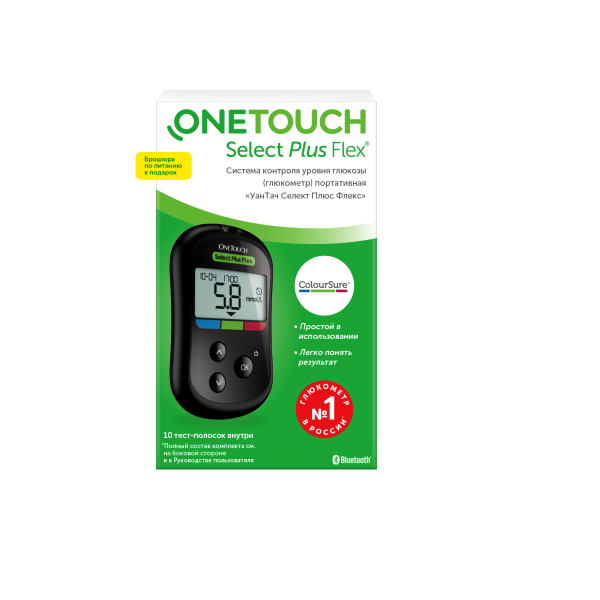 ONETOUCH
Select Plus Flex®
Брошюра
по питанию
в подарок
Система контроля уровня глюкозы
(глюкометр) портативная
«УанТач Селект Плюс Флекс»
ONETOUCH
Select Plus Flex
10-04 17:00
5.8
mmol/L
OK
ColourSure®
• Простой в
использовании
• Легко понять
результат
ГЛЮКОМЕТР
№1
В РОССИИ*
10 тест-полосок внутри
*Полный состав комплекта см.
на боковой стороне
и в Руководстве пользователя
Bluetooth®